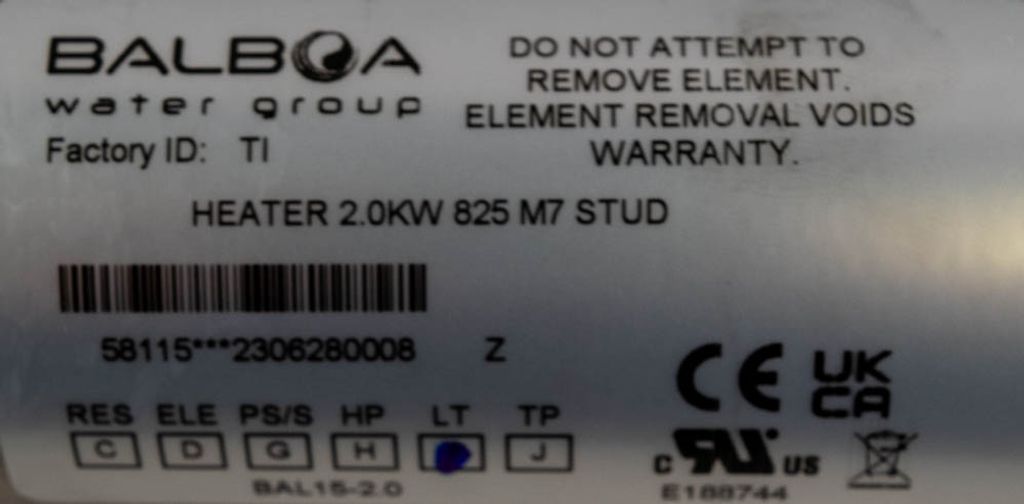 BALBOA
water group
Factory ID: TI
DO NOT ATTEMPT TO
REMOVE ELEMENT.
ELEMENT REMOVAL VOIDS
WARRANTY.
HEATER 2.0KW 825 M7 STUD
58115***2306280008 Z
RES ELE PS/S HP LT TP
C D G H J
BAL15-2.0
CE UK CA
C RU US
E188744